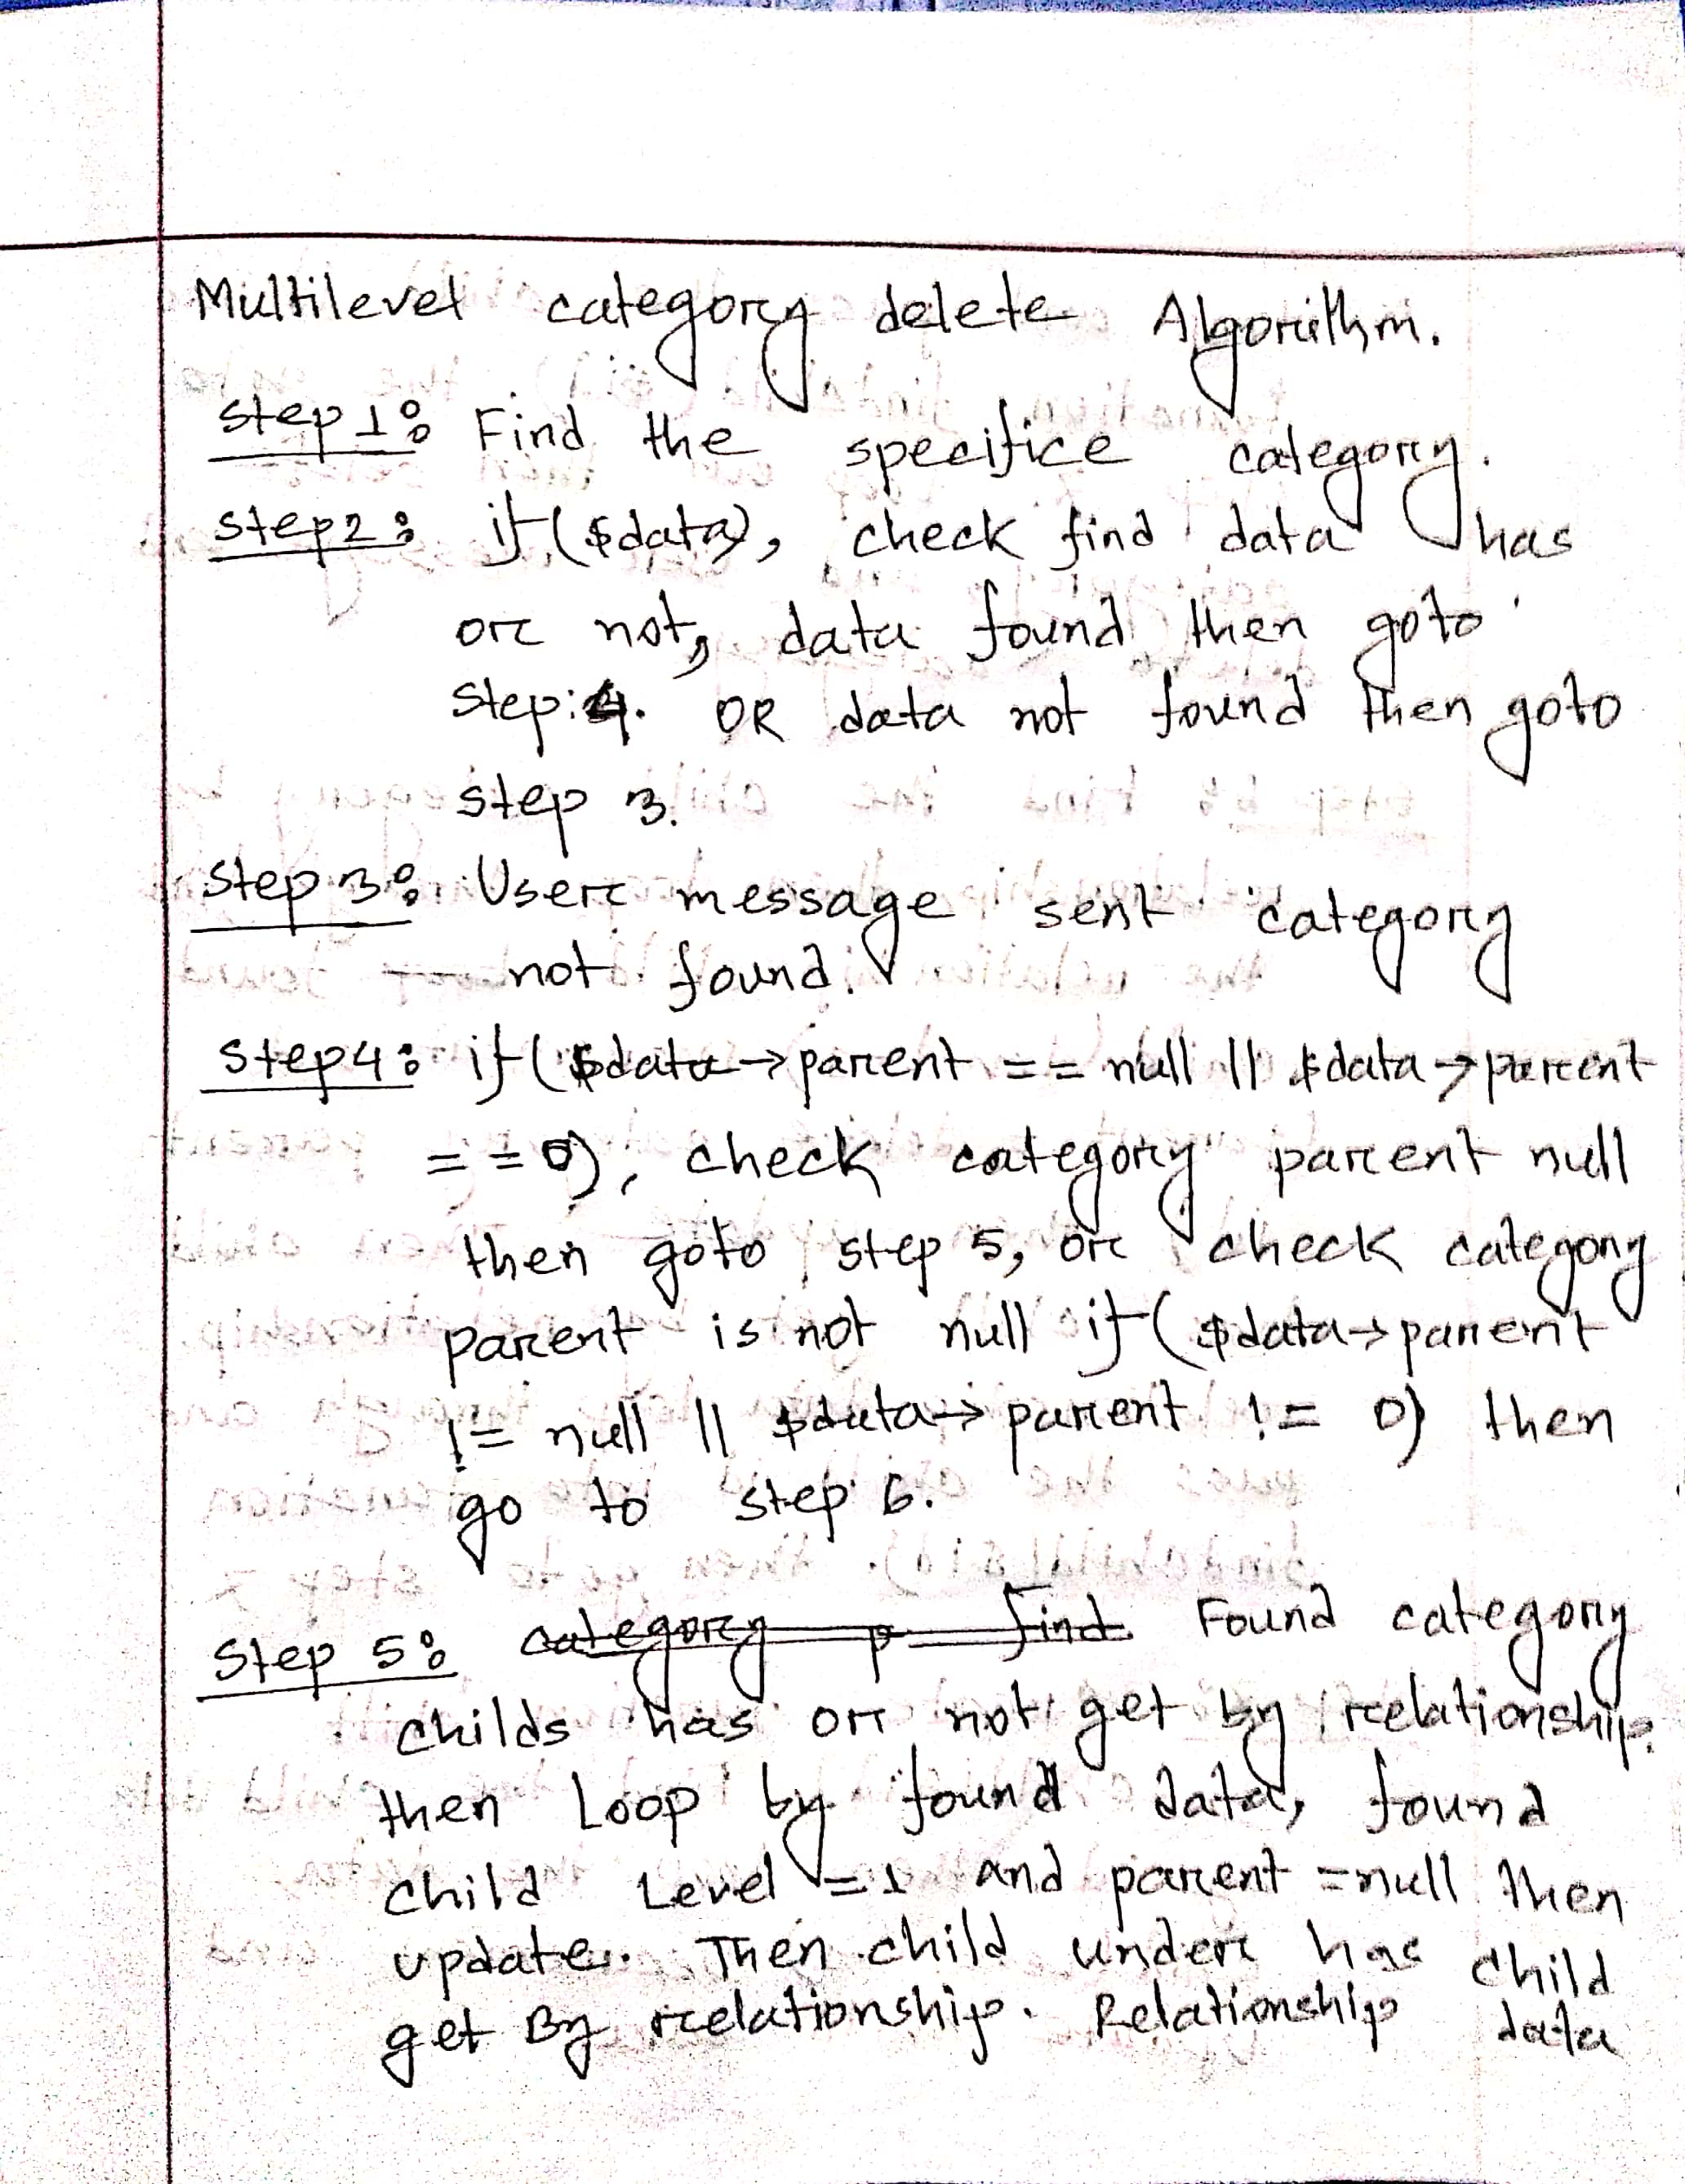 Multilevel category delete Algorithm.
Step 1: Find the specifice category.
Step 2: if($data), check find data has
or not, data found then goto
Step: 4. OR data not found then goto
step 3.
Step 3: User message sent category
not found.
Step 4: if($data→parent == null || $data→parent
== 0), check category parent null
then goto step 5, or check category
parent is not null if($data→parent
!= null || $data→parent != 0) then
go to step 6.
Step 5: category p find Found category
childs has or not get by relationship.
then Loop by found data, found
child Level = 1 and parent = null then
update. Then child under has child
get By relationship. Relationship data